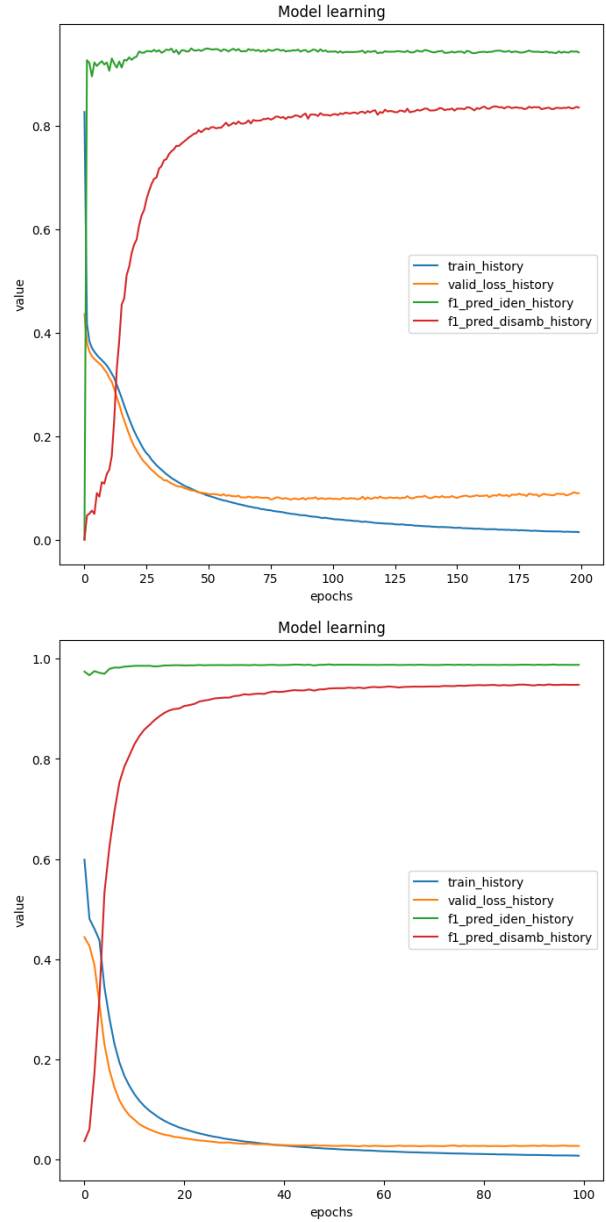 Model learning
0.8
0.6
0.4
0.2
0.0
value
train_history
valid_loss_history
f1_pred_iden_history
f1_pred_disamb_history
0 25 50 75 100 125 150 175 200
epochs
Model learning
1.0
0.8
0.6
0.4
0.2
0.0
value
train_history
valid_loss_history
f1_pred_iden_history
f1_pred_disamb_history
0 20 40 60 80 100
epochs